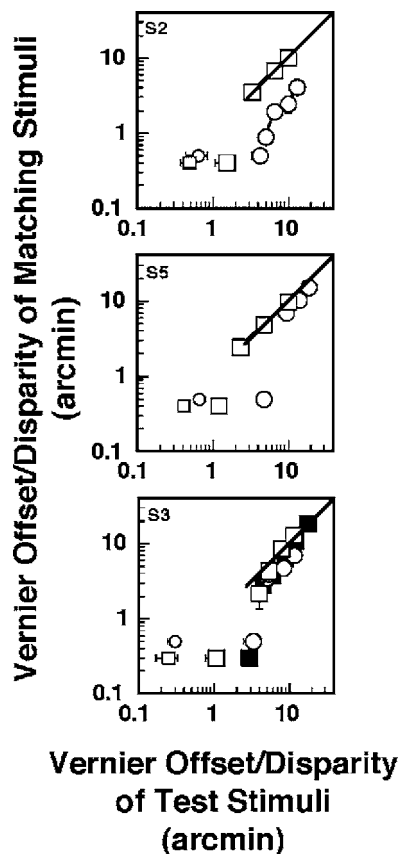 Vernier Offset/Disparity of Matching Stimuli
(arcmin)
S2
10
1
0.1
0.1 1 10
S5
10
1
0.1
0.1 1 10
S3
10
1
0.1
0.1 1 10
Vernier Offset/Disparity
of Test Stimuli
(arcmin)